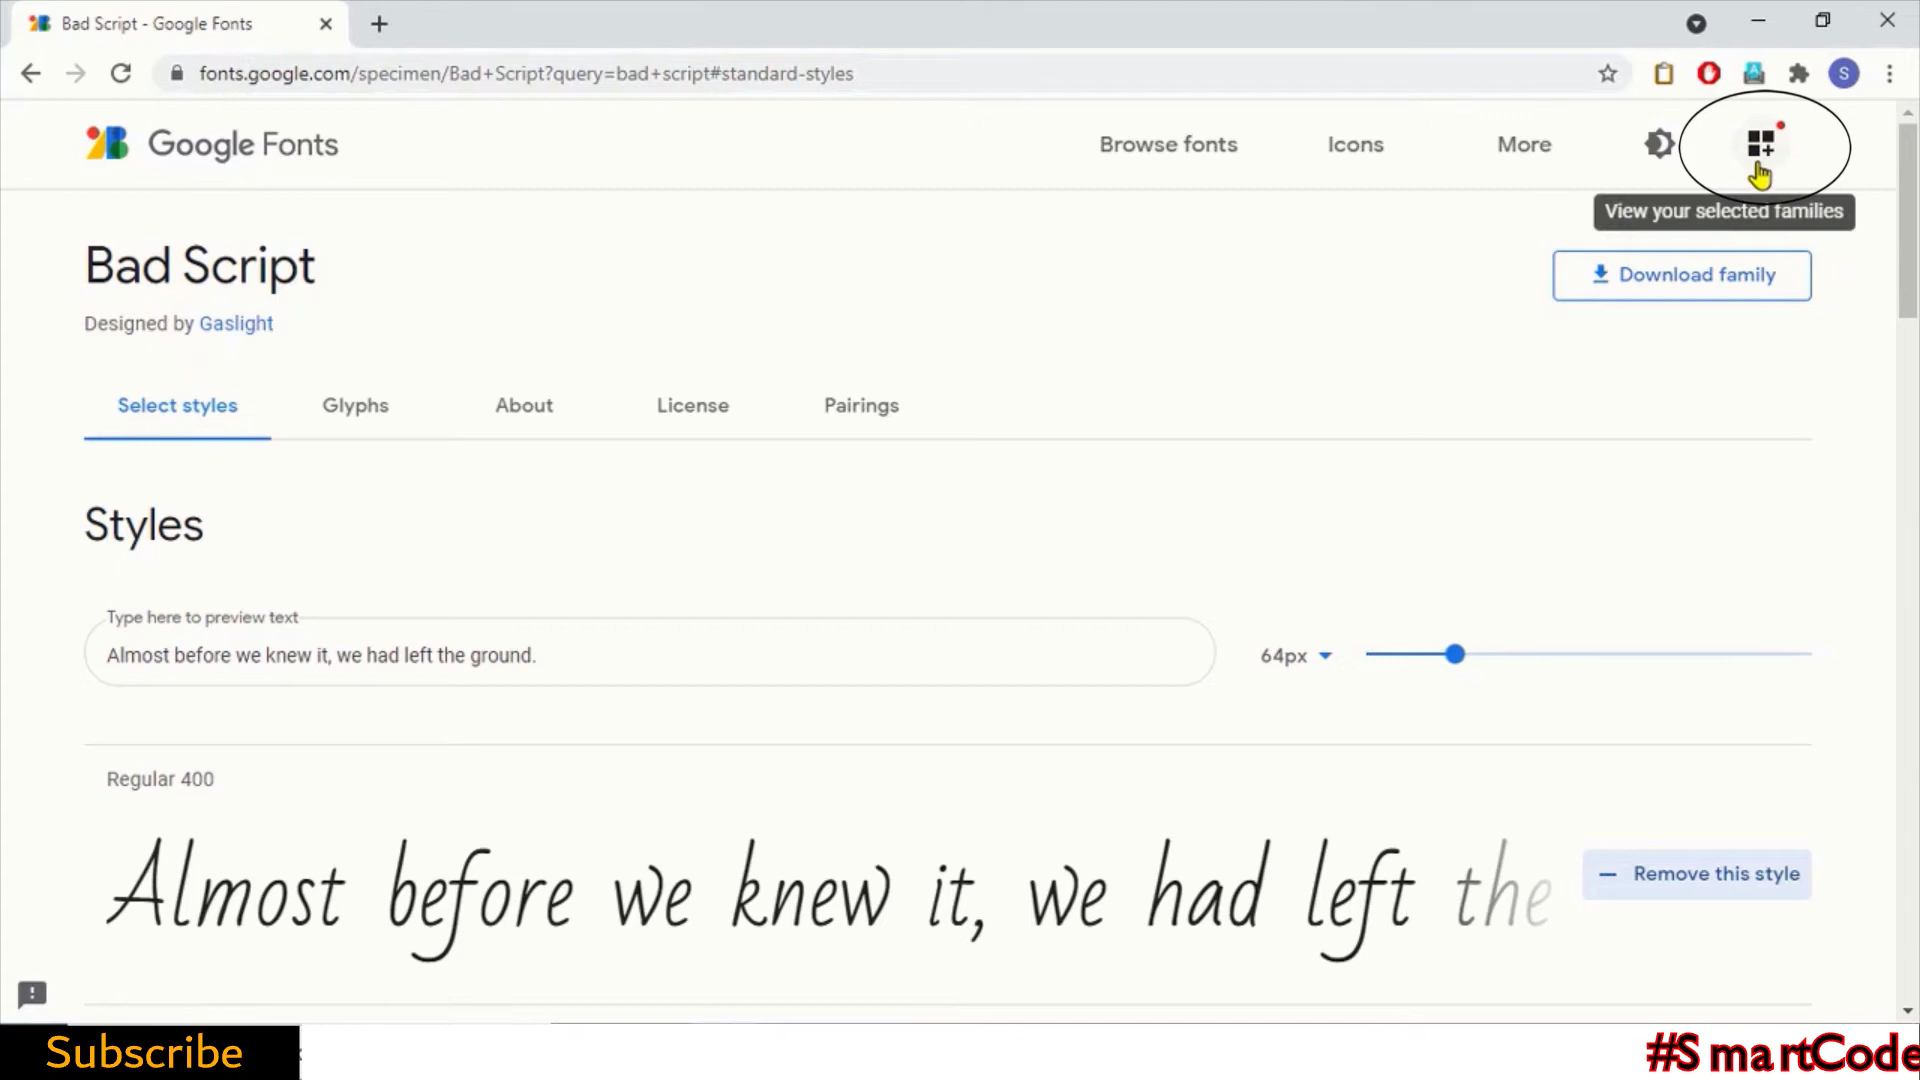 Bad Script - Google Fonts
fonts.google.com/specimen/Bad+Script?query=bad+script#standard-styles
S
Google Fonts
Browse fonts
Icons
More
View your selected families
Bad Script
Download family
Designed by Gaslight
Select styles
Glyphs
About
License
Pairings
Styles
Type here to preview text
Almost before we knew it, we had left the ground.
64px
Regular 400
Almost before we knew it, we had left the
Remove this style
Subscribe
#SmartCode